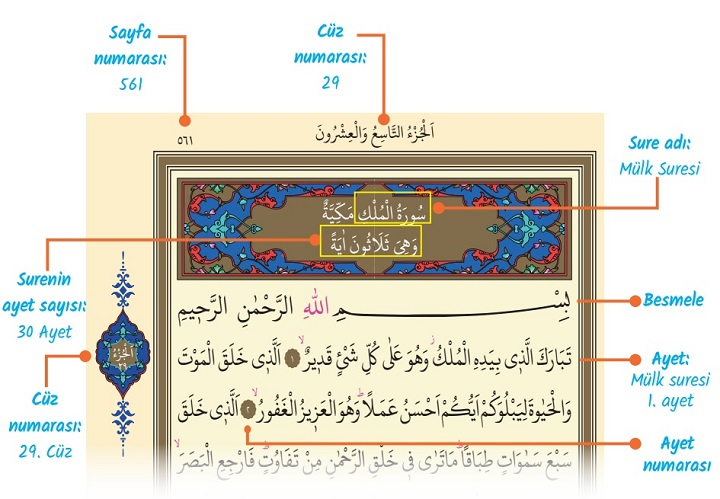 Sayfa
numarası:
561
Cüz
numarası:
29
٥٦١
اَلْجُزْءُ التَّاسِعُ وَالْعِشْرُونَ
Sure adı:
Mülk Suresi
سُورَةُ الْمُلْكِ مَكِّيَّةٌ
وَهِيَ ثَلَاثُونَ اٰيَةً
Surenin
ayet sayısı:
30 Ayet
بِسْمِ اللّٰهِ الرَّحْمٰنِ الرَّحٖيمِ
Besmele
تَبَارَكَ الَّذٖي بِيَدِهِ الْمُلْكُۘ وَهُوَ عَلٰى كُلِّ شَيْءٍ قَدٖيرٌۙ ﴿١﴾ اَلَّذٖي خَلَقَ الْمَوْتَ
Ayet:
Mülk suresi
1. ayet
اَلْجُزْءُ
٢٩
Cüz
numarası:
29. Cüz
وَالْحَيٰوةَ لِيَبْلُوَكُمْ اَيُّكُمْ اَحْسَنُ عَمَلًاۜ وَهُوَ الْعَزٖيزُ الْغَفُورُۙ ﴿٢﴾ اَلَّذٖي خَلَقَ
Ayet
numarası
سَبْعَ سَمٰوَاتٍ طِبَاقًاۜ مَا تَرٰى فٖي خَلْقِ الرَّحْمٰنِ مِنْ تَفَاوُتٍۜ فَارْجِعِ الْبَصَرَۙ